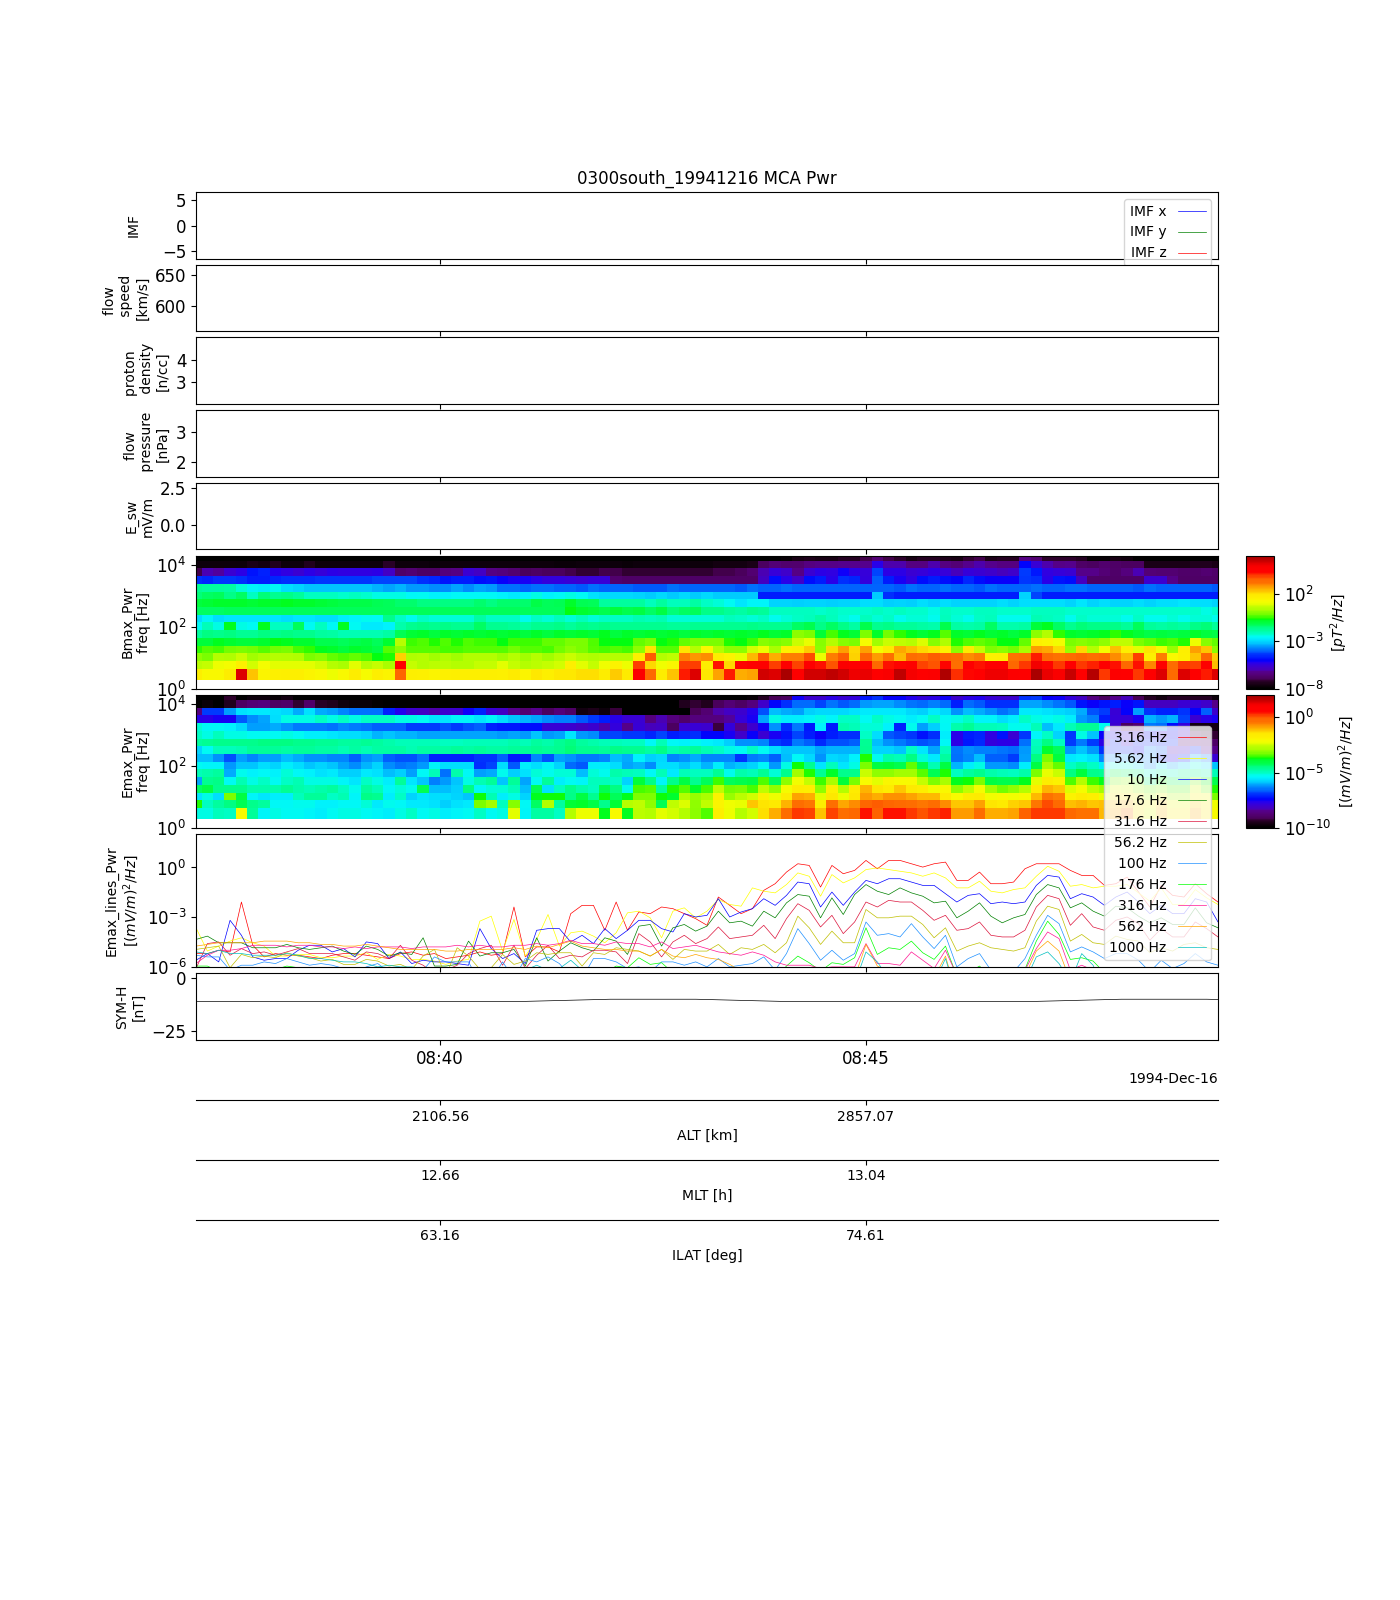 0300south_19941216 MCA Pwr
IMF
5
0
−5
IMF x
IMF y
IMF z
flow
speed
[km/s]
650
600
proton
density
[n/cc]
4
3
flow
pressure
[nPa]
3
2
E_sw
mV/m
2.5
0.0
Bmax_Pwr
freq [Hz]
10^4
10^2
10^0
10^2
10^−3
10^−8
[pT^2/Hz]
Emax_Pwr
freq [Hz]
10^4
10^2
10^0
10^0
10^−5
10^−10
[(mV/m)^2/Hz]
3.16 Hz
5.62 Hz
10 Hz
17.6 Hz
31.6 Hz
56.2 Hz
100 Hz
176 Hz
316 Hz
562 Hz
1000 Hz
Emax_lines_Pwr
[(mV/m)^2/Hz]
10^0
10^−3
10^−6
SYM-H
[nT]
0
−25
08:40 08:45
1994-Dec-16
2106.56 2857.07
ALT [km]
12.66 13.04
MLT [h]
63.16 74.61
ILAT [deg]